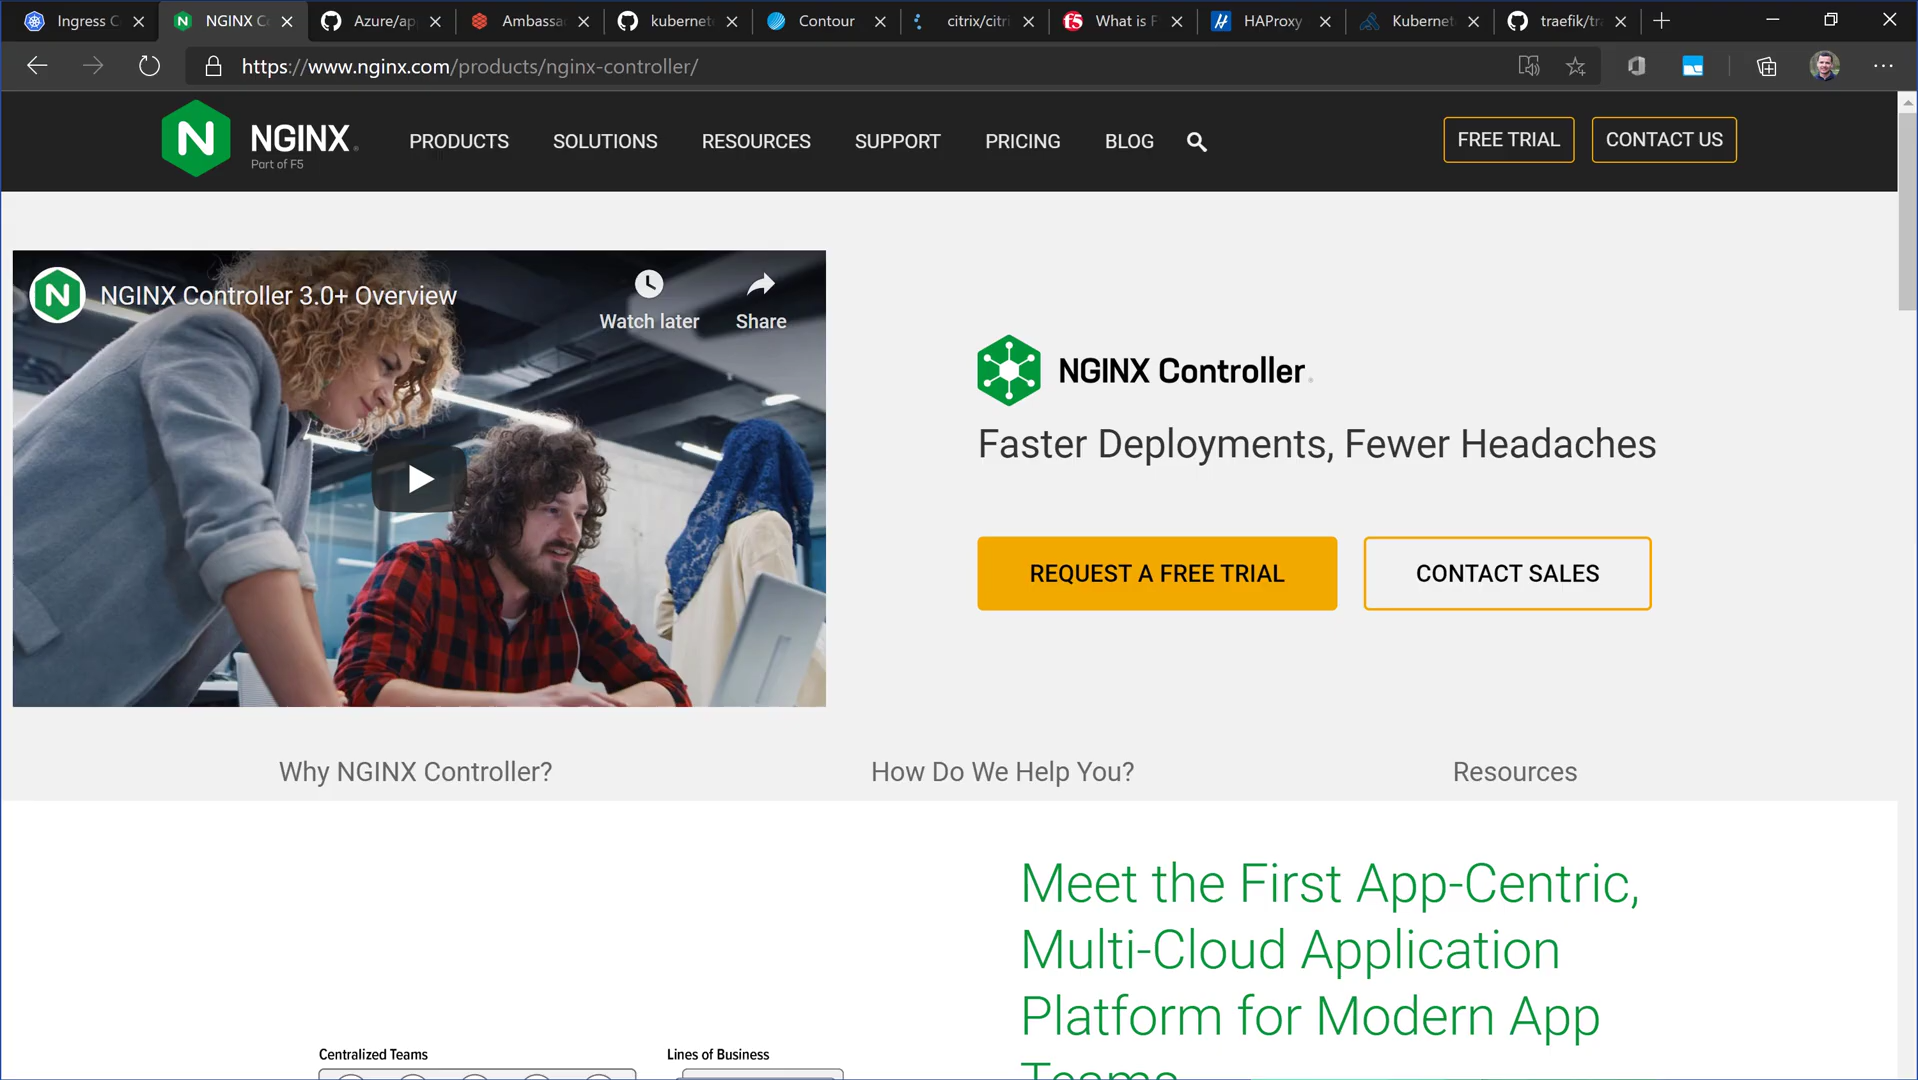 Ingress C
NGINX C
Azure/ap
Ambassa
kubernet
Contour
citrix/citri
What is F
HAProxy
Kubernet
traefik/tra
https://www.nginx.com/products/nginx-controller/
NGINX
Part of F5
PRODUCTS
SOLUTIONS
RESOURCES
SUPPORT
PRICING
BLOG
FREE TRIAL
CONTACT US
NGINX Controller 3.0+ Overview
Watch later
Share
NGINX Controller
Faster Deployments, Fewer Headaches
REQUEST A FREE TRIAL
CONTACT SALES
Why NGINX Controller?
How Do We Help You?
Resources
Meet the First App-Centric,
Multi-Cloud Application
Platform for Modern App
Teams
Centralized Teams
Lines of Business